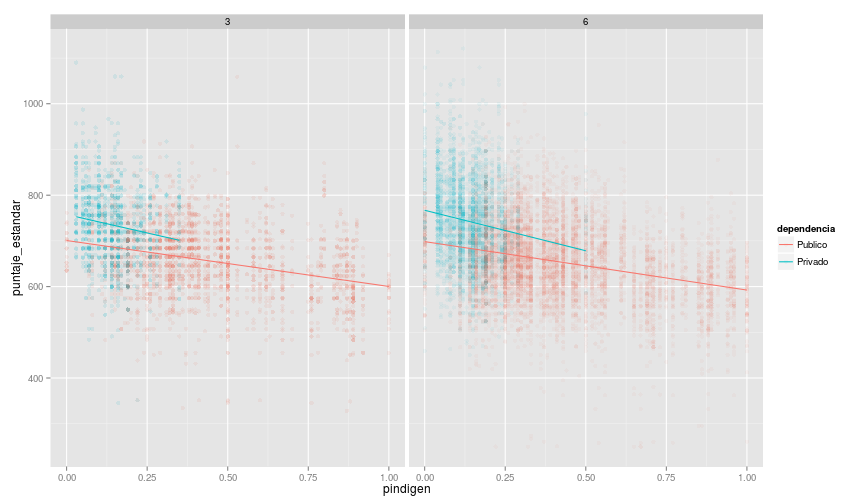 3 6
puntaje_estandar
1000
800
600
400
0.00 0.25 0.50 0.75 1.00 0.00 0.25 0.50 0.75 1.00
pindigen
dependencia
Publico
Privado